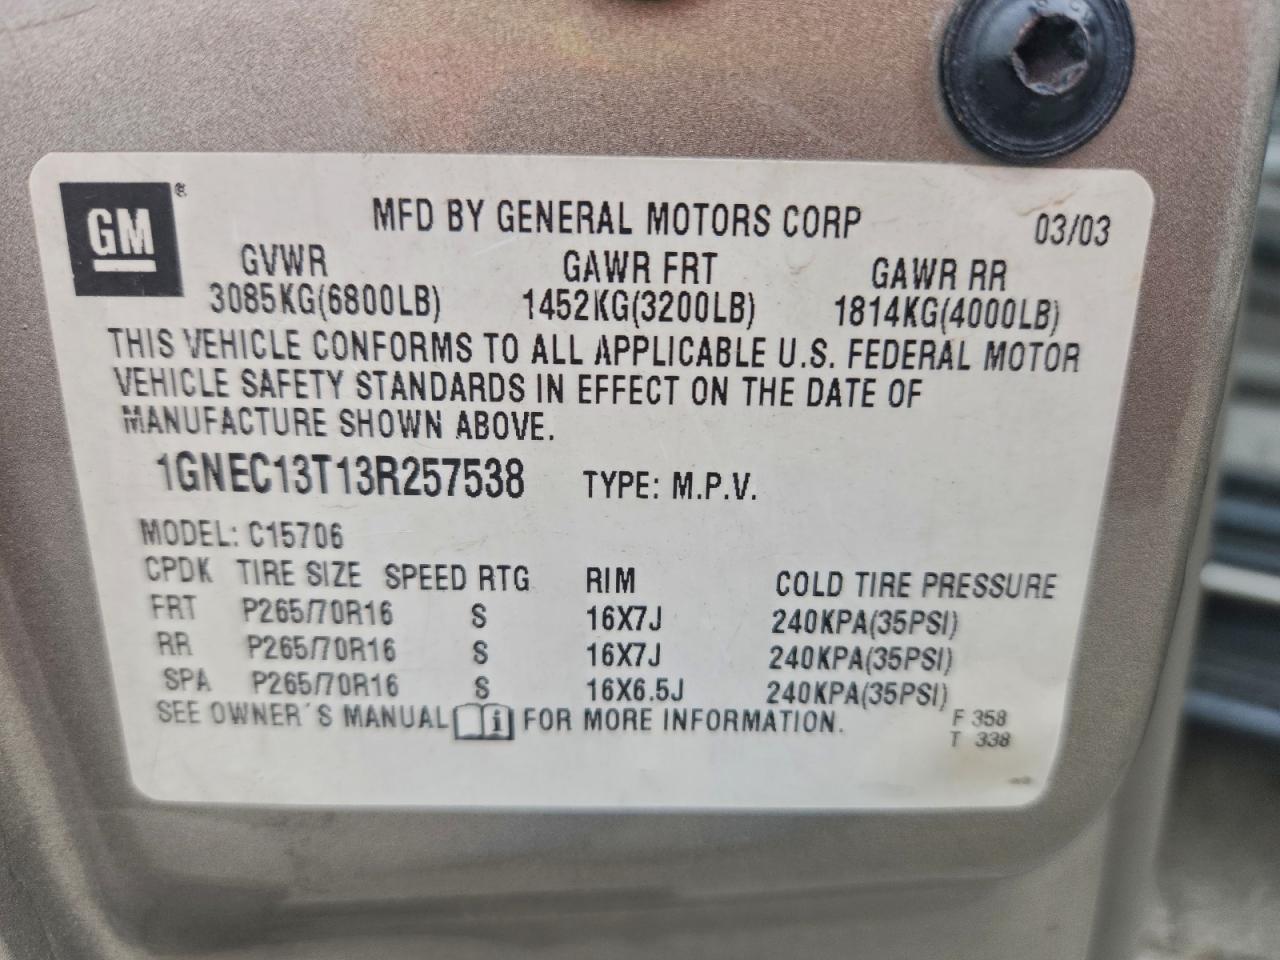 GM®
MFD BY GENERAL MOTORS CORP 03/03
GVWR GAWR FRT GAWR RR
3085KG(6800LB) 1452KG(3200LB) 1814KG(4000LB)
THIS VEHICLE CONFORMS TO ALL APPLICABLE U.S. FEDERAL MOTOR
VEHICLE SAFETY STANDARDS IN EFFECT ON THE DATE OF
MANUFACTURE SHOWN ABOVE.
1GNEC13T13R257538 TYPE: M.P.V.
MODEL: C15706
CPDK TIRE SIZE SPEED RTG RIM COLD TIRE PRESSURE
FRT P265/70R16 S 16X7J 240KPA(35PSI)
RR P265/70R16 S 16X7J 240KPA(35PSI)
SPA P265/70R16 S 16X6.5J 240KPA(35PSI)
SEE OWNER'S MANUAL i FOR MORE INFORMATION.
F 358
T 338